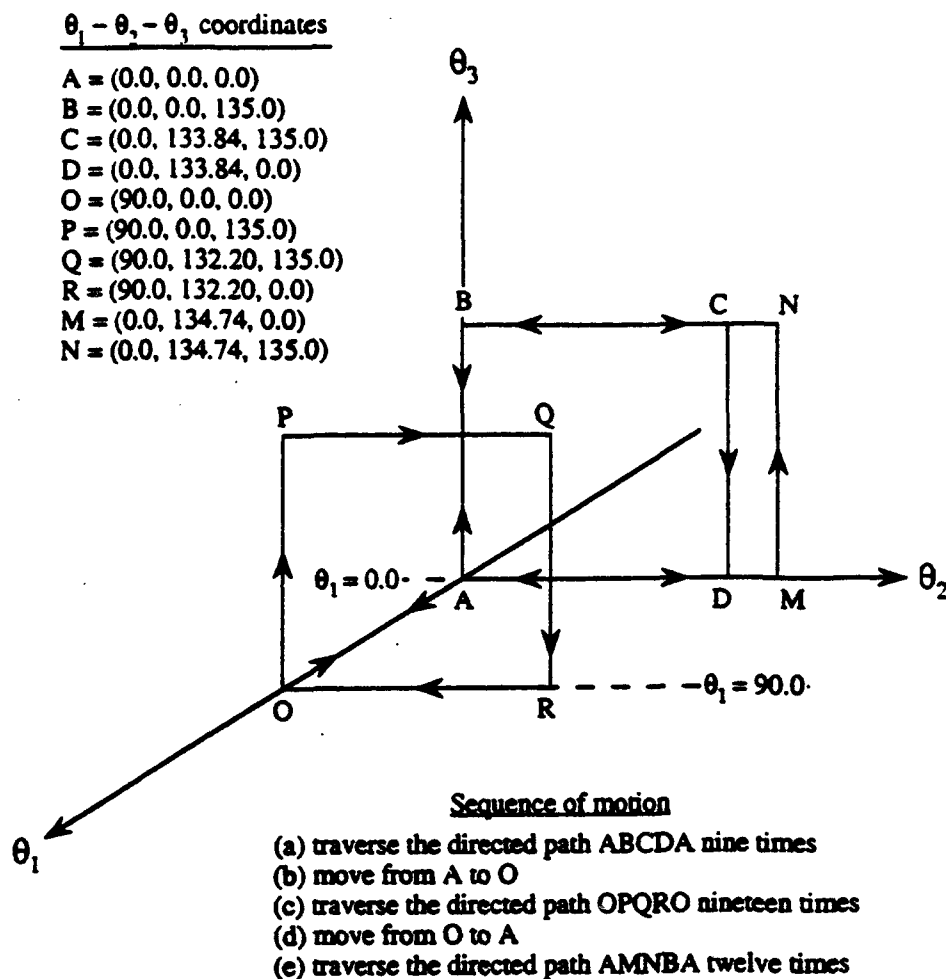 θ₁ – θ₂ – θ₃ coordinates
A = (0.0, 0.0, 0.0)
B = (0.0, 0.0, 135.0)
C = (0.0, 133.84, 135.0)
D = (0.0, 133.84, 0.0)
O = (90.0, 0.0, 0.0)
P = (90.0, 0.0, 135.0)
Q = (90.0, 132.20, 135.0)
R = (90.0, 132.20, 0.0)
M = (0.0, 134.74, 0.0)
N = (0.0, 134.74, 135.0)
θ₃
B
C
N
P
Q
θ₁ = 0.0
A
D
M
θ₂
O
R
θ₁ = 90.0
θ₁
Sequence of motion
(a) traverse the directed path ABCDA nine times
(b) move from A to O
(c) traverse the directed path OPQRO nineteen times
(d) move from O to A
(e) traverse the directed path AMNBA twelve times